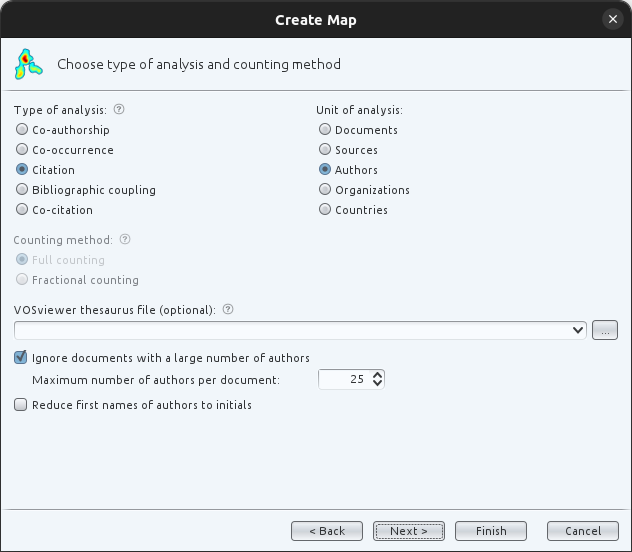 Create Map
Choose type of analysis and counting method
Type of analysis: ?
Co-authorship
Co-occurrence
Citation
Bibliographic coupling
Co-citation
Unit of analysis:
Documents
Sources
Authors
Organizations
Countries
Counting method: ?
Full counting
Fractional counting
VOSviewer thesaurus file (optional): ?
...
Ignore documents with a large number of authors
Maximum number of authors per document: 25
Reduce first names of authors to initials
< Back
Next >
Finish
Cancel